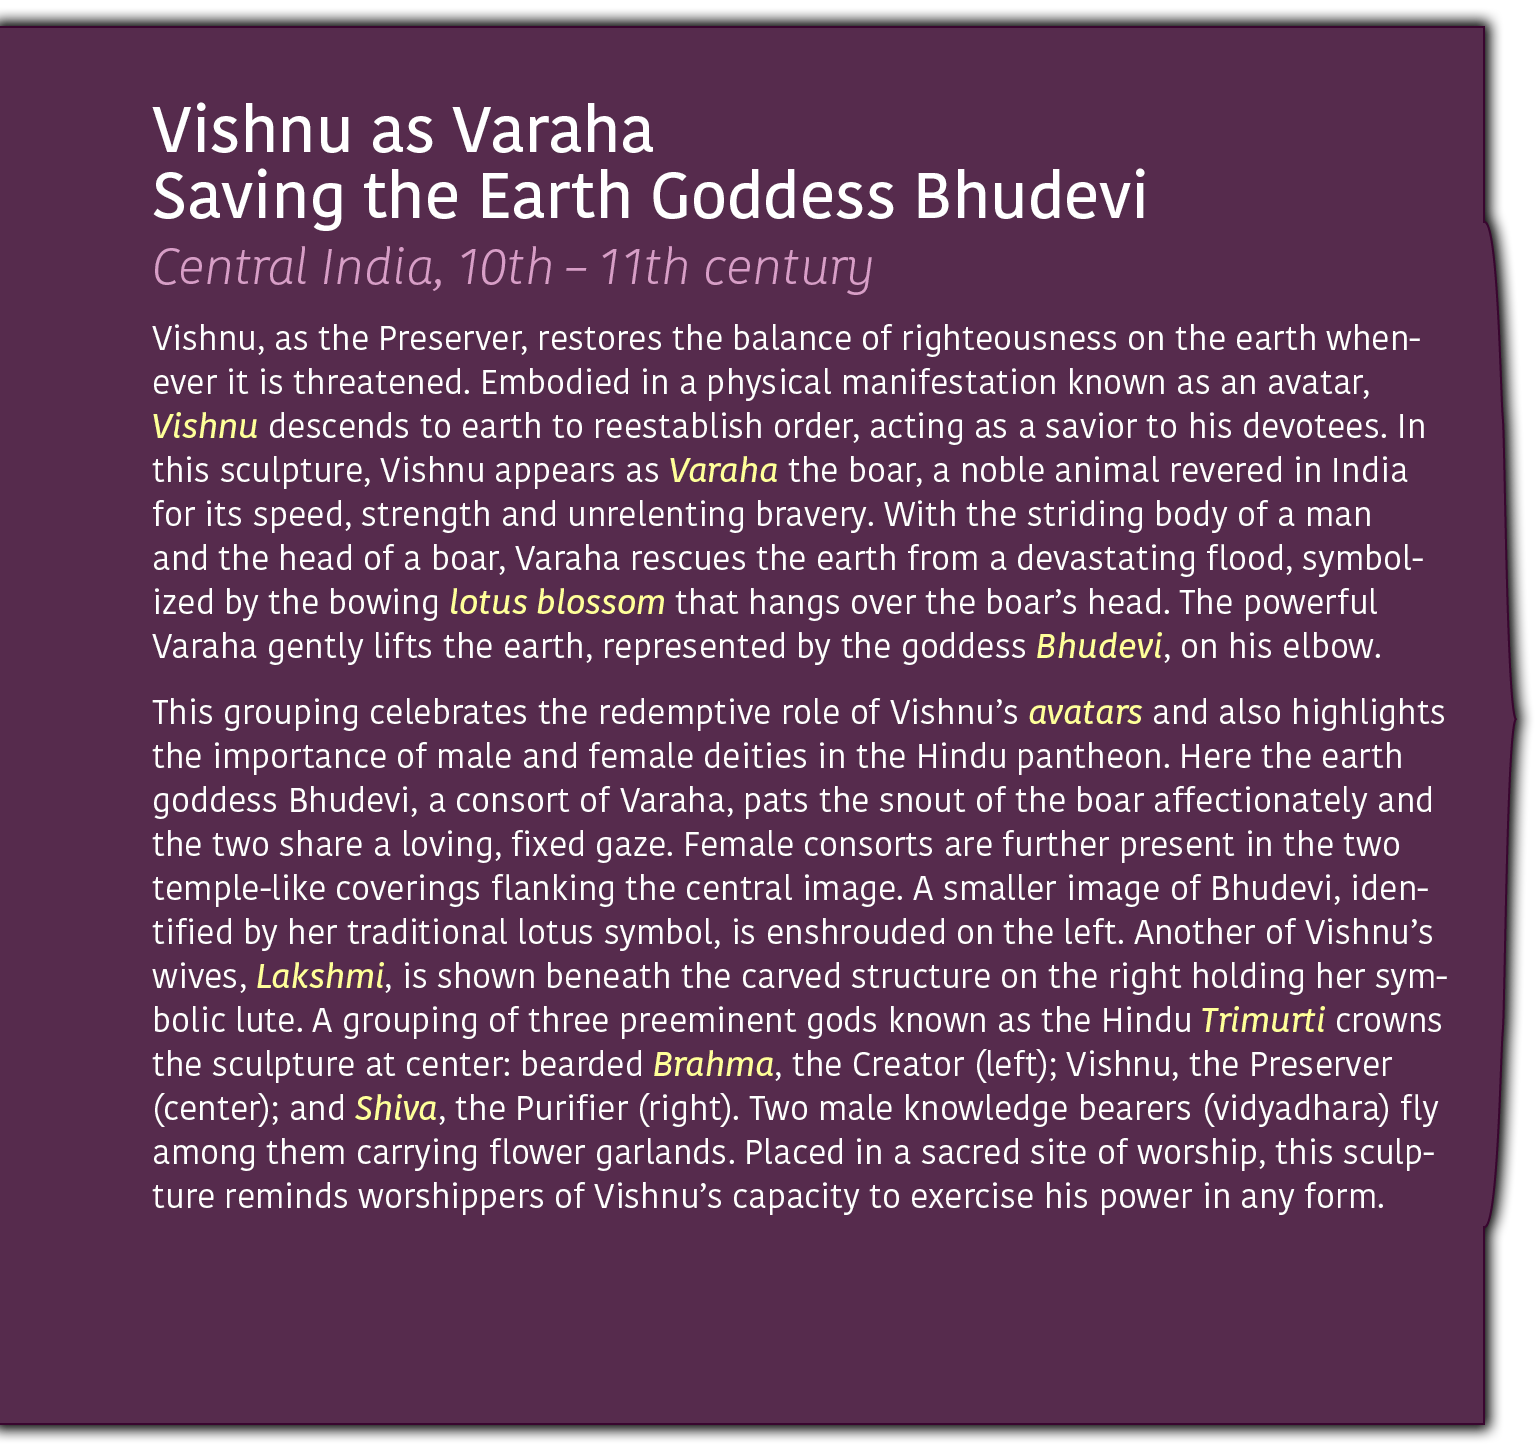 Vishnu as Varaha
Saving the Earth Goddess Bhudevi
Central India, 10th – 11th century
Vishnu, as the Preserver, restores the balance of righteousness on the earth when-
ever it is threatened. Embodied in a physical manifestation known as an avatar,
Vishnu descends to earth to reestablish order, acting as a savior to his devotees. In
this sculpture, Vishnu appears as Varaha the boar, a noble animal revered in India
for its speed, strength and unrelenting bravery. With the striding body of a man
and the head of a boar, Varaha rescues the earth from a devastating flood, symbol-
ized by the bowing lotus blossom that hangs over the boar’s head. The powerful
Varaha gently lifts the earth, represented by the goddess Bhudevi, on his elbow.
This grouping celebrates the redemptive role of Vishnu’s avatars and also highlights
the importance of male and female deities in the Hindu pantheon. Here the earth
goddess Bhudevi, a consort of Varaha, pats the snout of the boar affectionately and
the two share a loving, fixed gaze. Female consorts are further present in the two
temple-like coverings flanking the central image. A smaller image of Bhudevi, iden-
tified by her traditional lotus symbol, is enshrouded on the left. Another of Vishnu’s
wives, Lakshmi, is shown beneath the carved structure on the right holding her sym-
bolic lute. A grouping of three preeminent gods known as the Hindu Trimurti crowns
the sculpture at center: bearded Brahma, the Creator (left); Vishnu, the Preserver
(center); and Shiva, the Purifier (right). Two male knowledge bearers (vidyadhara) fly
among them carrying flower garlands. Placed in a sacred site of worship, this sculp-
ture reminds worshippers of Vishnu’s capacity to exercise his power in any form.